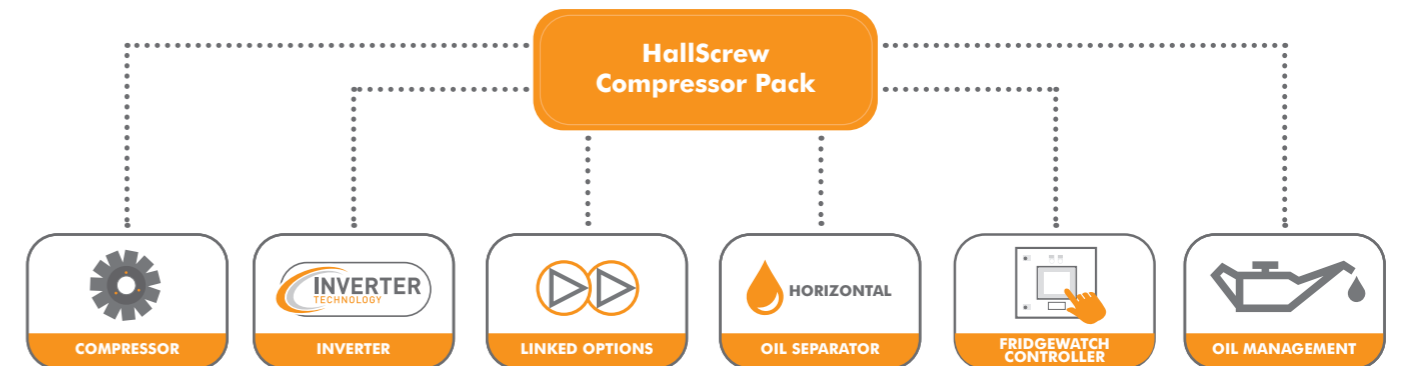 HallScrew
Compressor Pack
INVERTER
TECHNOLOGY
HORIZONTAL
COMPRESSOR
INVERTER
LINKED OPTIONS
OIL SEPARATOR
FRIDGEWATCH
CONTROLLER
OIL MANAGEMENT